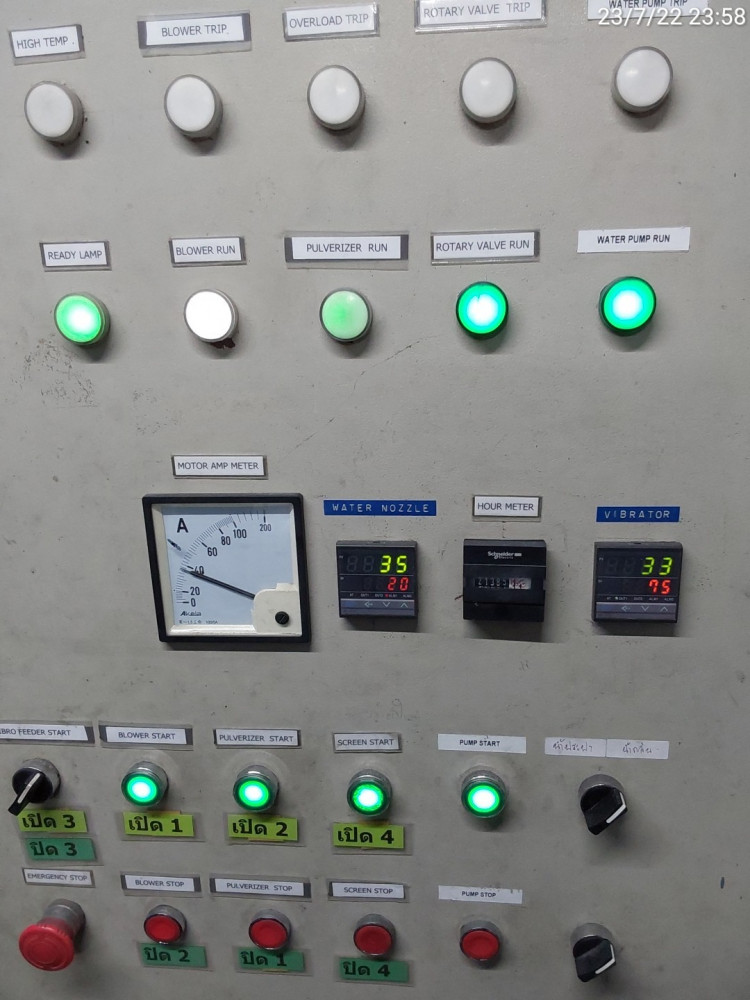 HIGH TEMP.
BLOWER TRIP.
OVERLOAD TRIP
ROTARY VALVE TRIP
WATER PUMP TRIP
23/7/22 23:58
READY LAMP
BLOWER RUN
PULVERIZER RUN
ROTARY VALVE RUN
WATER PUMP RUN
MOTOR AMP METER
WATER NOZZLE
HOUR METER
VIBRATOR
A
200
100
80
60
40
20
0
35
20
Schneider
33
75
BRO FEEDER START
BLOWER START
PULVERIZER START
SCREEN START
PUMP START
เปิด 3
เปิด 1
เปิด 2
เปิด 4
ปิด 3
EMERGENCY STOP
BLOWER STOP
PULVERIZER STOP
SCREEN STOP
PUMP STOP
ปิด 2
ปิด 1
ปิด 4